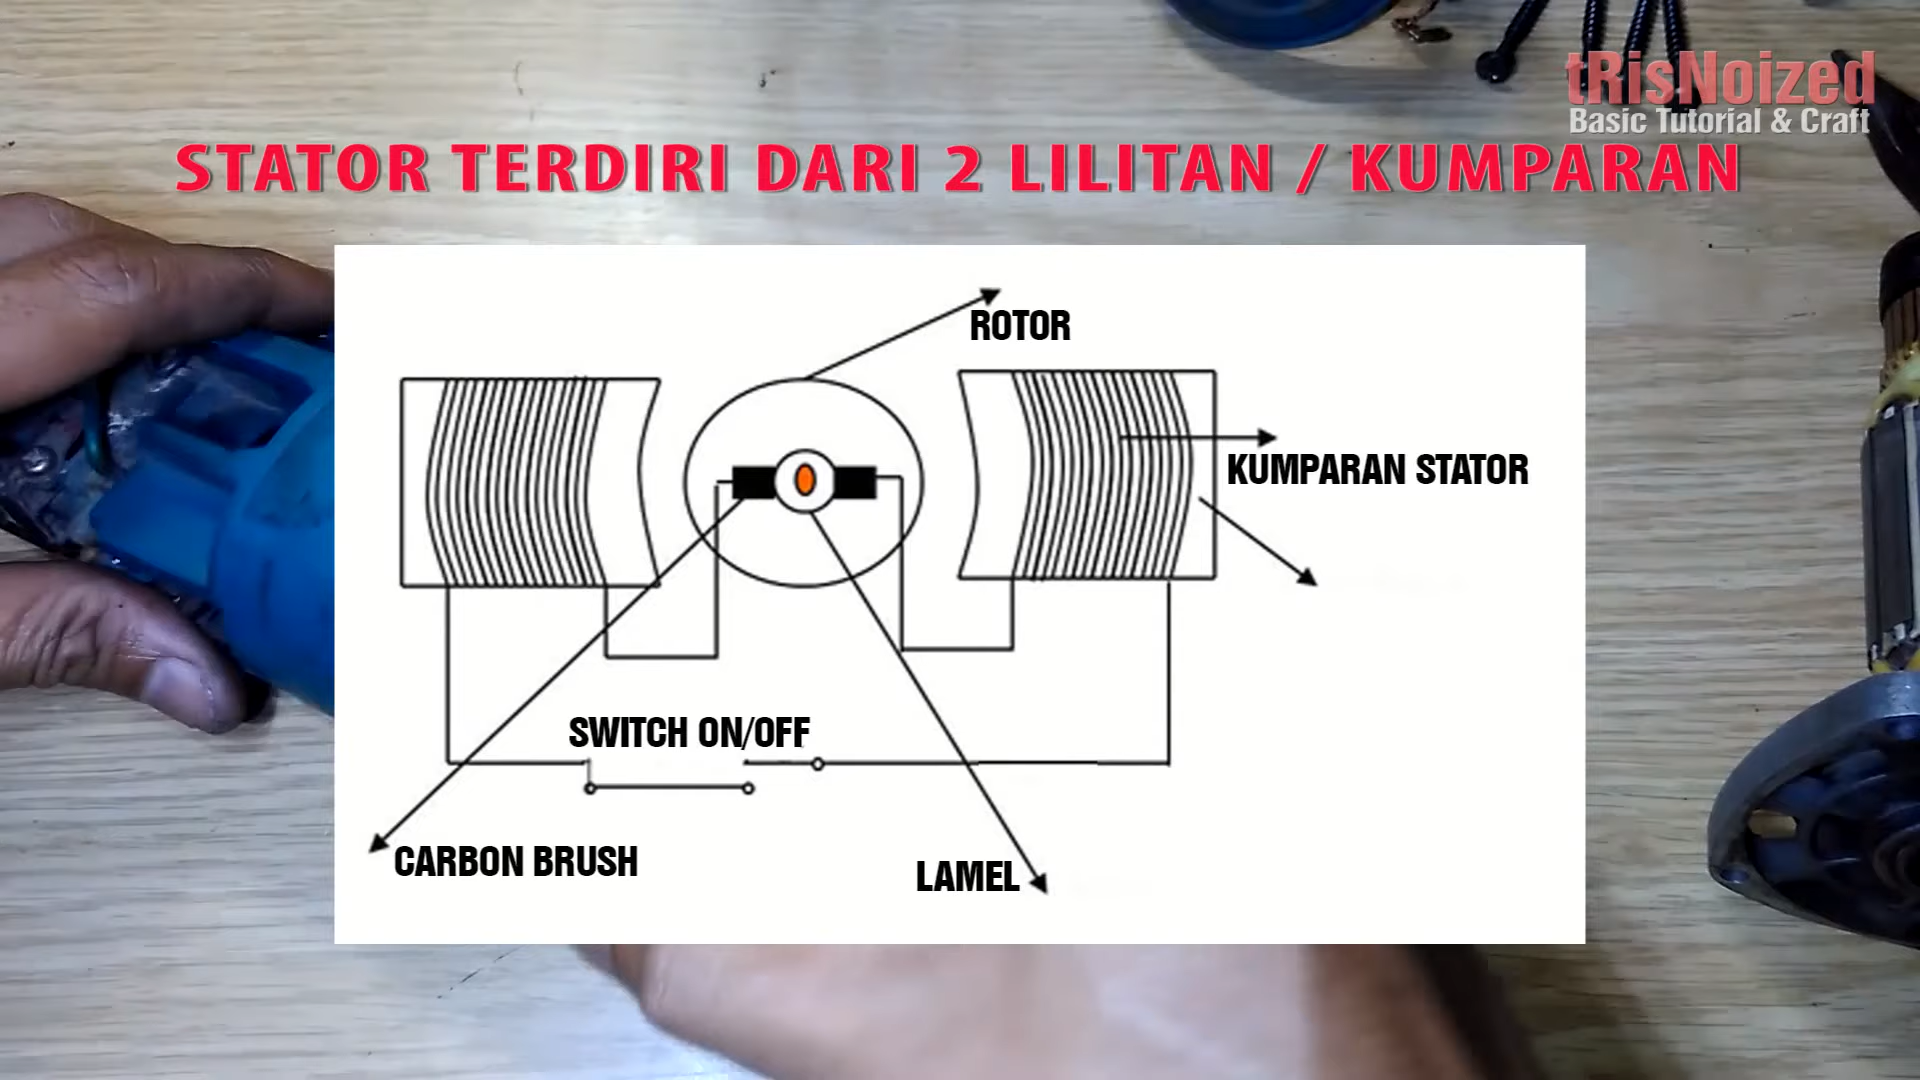 tRisNoized
Basic Tutorial & Craft
STATOR TERDIRI DARI 2 LILITAN / KUMPARAN
ROTOR
KUMPARAN STATOR
SWITCH ON/OFF
CARBON BRUSH
LAMEL